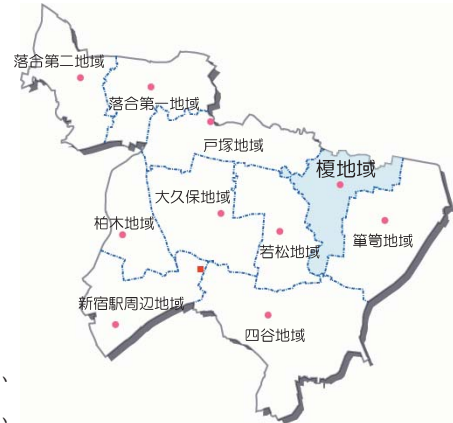 落合第二地域
落合第一地域
戸塚地域
榎地域
大久保地域
柏木地域
若松地域
箪笥地域
新宿駅周辺地域
四谷地域
、
、